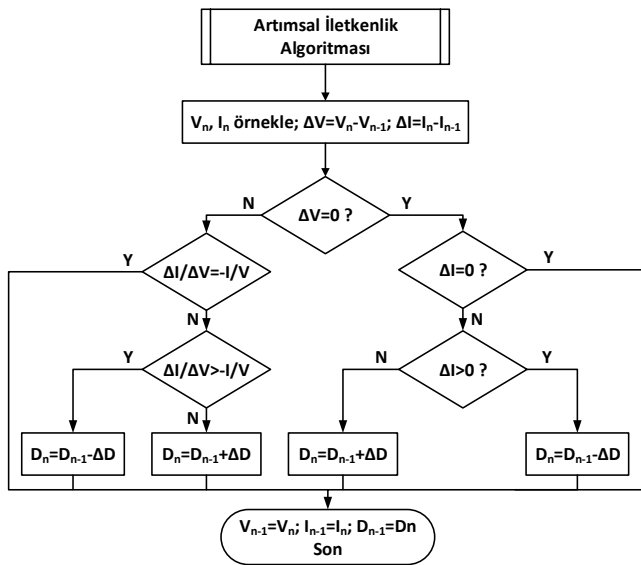 Artımsal İletkenlik
Algoritması
Vₙ, Iₙ örnekle; ΔV=Vₙ-Vₙ₋₁; ΔI=Iₙ-Iₙ₋₁
N
ΔV=0 ?
Y
Y
ΔI/ΔV=-I/V
ΔI=0 ?
Y
N
N
Y
ΔI/ΔV>-I/V
N
ΔI>0 ?
Y
N
Dₙ=Dₙ₋₁-ΔD
Dₙ=Dₙ₋₁+ΔD
Dₙ=Dₙ₋₁+ΔD
Dₙ=Dₙ₋₁-ΔD
Vₙ₋₁=Vₙ; Iₙ₋₁=Iₙ; Dₙ₋₁=Dn
Son